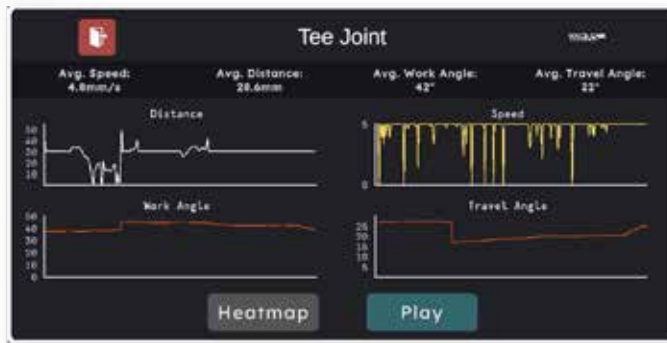 Tee Joint
Avg. Speed:
4.8mm/s
Avg. Distance:
28.6mm
Avg. Work Angle:
42°
Avg. Travel Angle:
22°
Distance
50
40
30
20
10
Speed
5
0
Work Angle
50
40
30
20
10
0
Travel Angle
25
20
15
10
5
Heatmap
Play